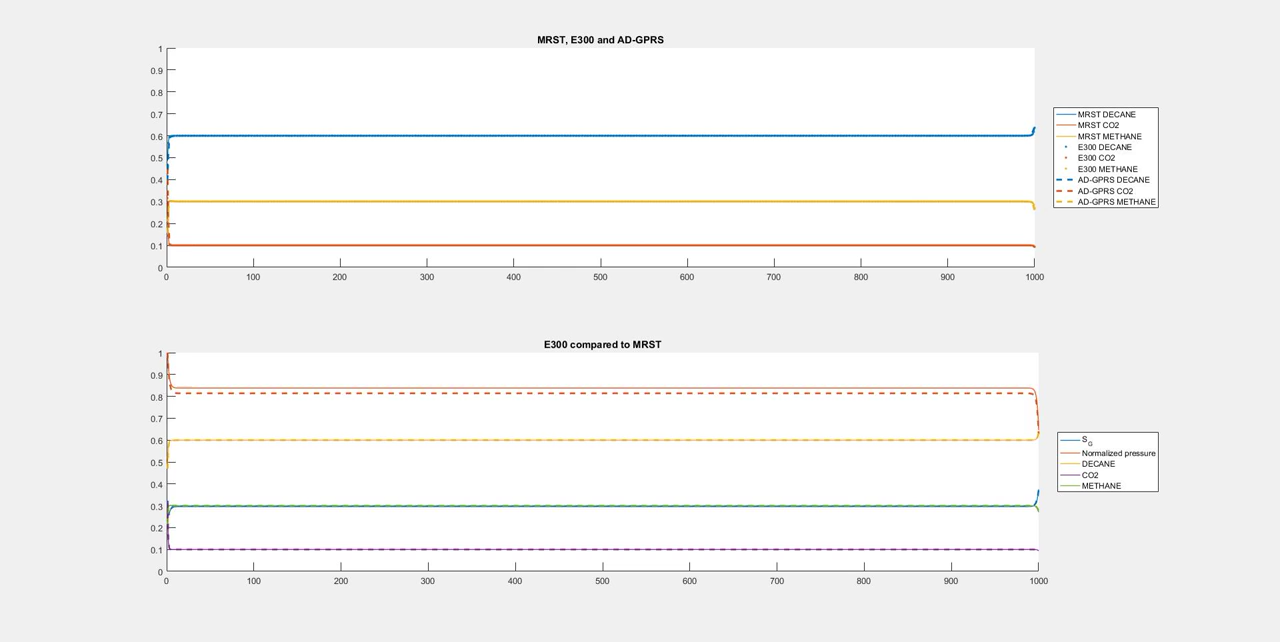 MRST, E300 and AD-GPRS
1
0.9
0.8
0.7
0.6
0.5
0.4
0.3
0.2
0.1
0
0 100 200 300 400 500 600 700 800 900 1000
MRST DECANE
MRST CO2
MRST METHANE
E300 DECANE
E300 CO2
E300 METHANE
AD-GPRS DECANE
AD-GPRS CO2
AD-GPRS METHANE
E300 compared to MRST
1
0.9
0.8
0.7
0.6
0.5
0.4
0.3
0.2
0.1
0
0 100 200 300 400 500 600 700 800 900 1000
S_G
Normalized pressure
DECANE
CO2
METHANE